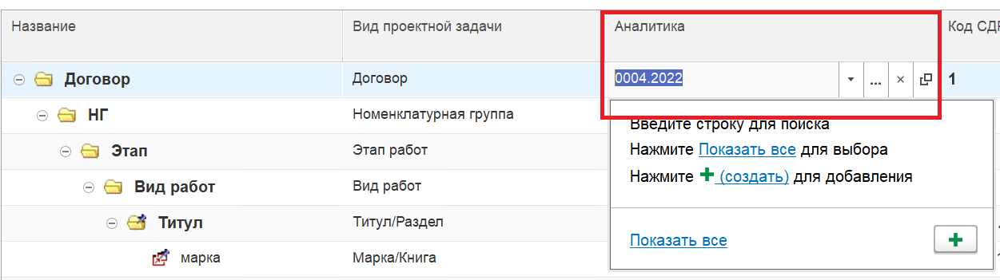 Название Вид проектной задачи Аналитика Код СДР
Договор Договор 0004.2022 ... 1
НГ Номенклатурная группа
Введите строку для поиска
Этап Этап работ
Нажмите Показать все для выбора
Нажмите + (создать) для добавления
Вид работ Вид работ
Титул Титул/Раздел
Показать все
марка Марка/Книга